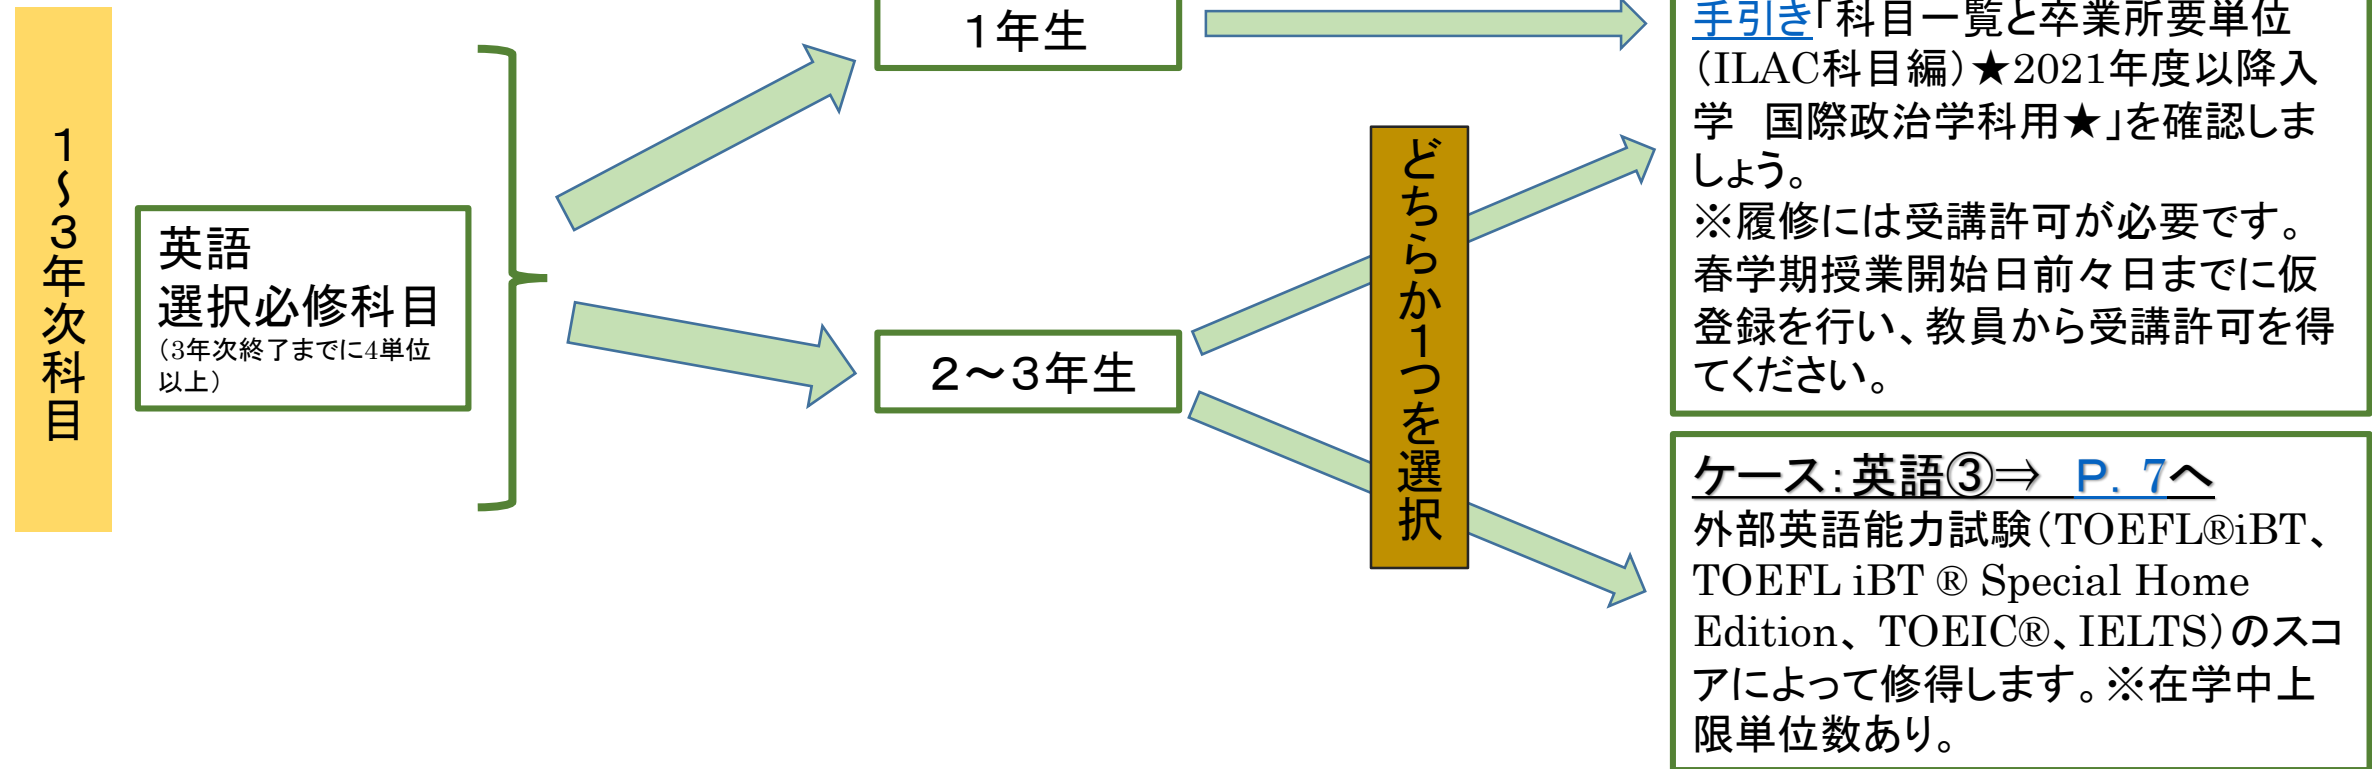 １～３年次科目
英語
選択必修科目
（3年次終了までに4単位
以上）
１年生
２～３年生
どちらか１つを選択
手引き「科目一覧と卒業所要単位
（ILAC科目編）★2021年度以降入
学　国際政治学科用★」を確認しま
しょう。
※履修には受講許可が必要です。
春学期授業開始日前々日までに仮
登録を行い、教員から受講許可を得
てください。
ケース：英語③⇒　Ｐ．7へ
外部英語能力試験（TOEFL®iBT、
TOEFL iBT ® Special Home
Edition、TOEIC®、IELTS）のスコ
アによって修得します。※在学中上
限単位数あり。